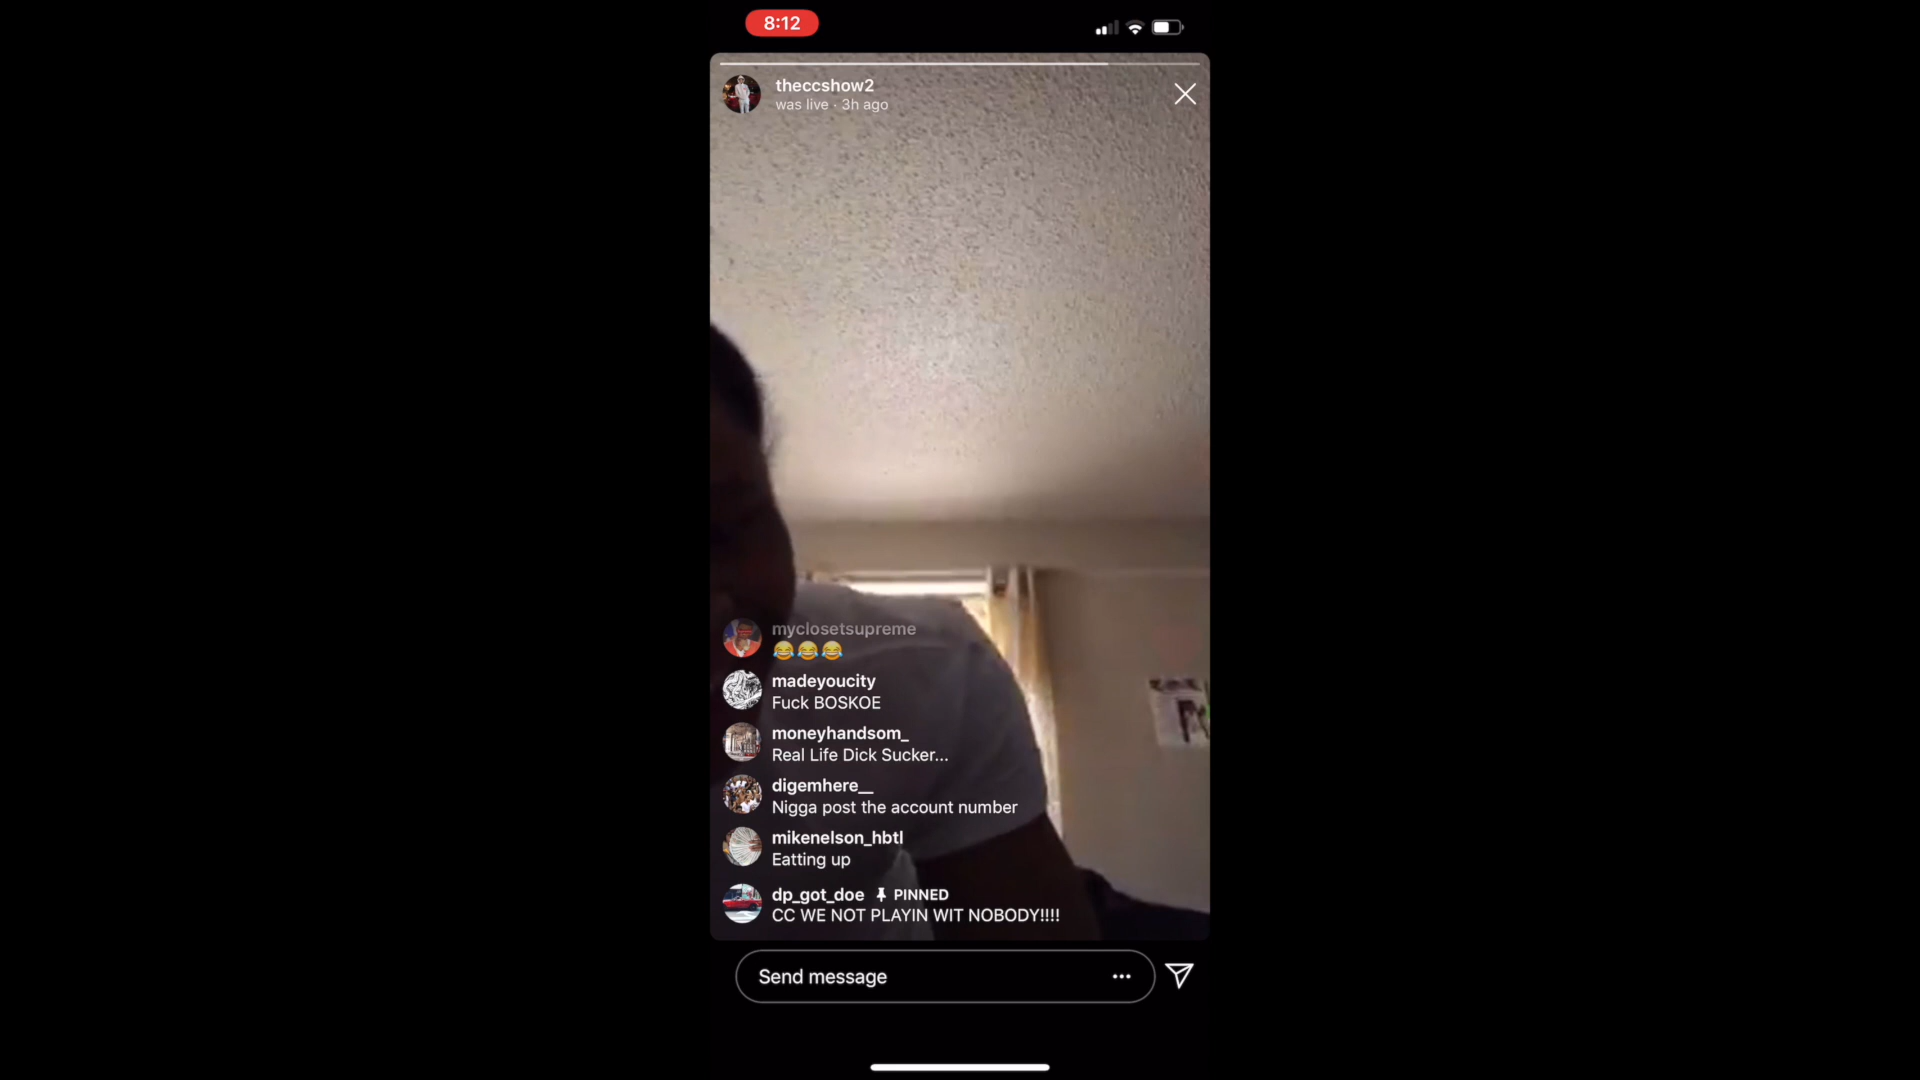 8:12
theccshow2
was live · 3h ago
myclosetsupreme
😂😂😂
madeyoucity
Fuck BOSKOE
moneyhandsom_
Real Life Dick Sucker...
digemhere__
Nigga post the account number
mikenelson_hbtl
Eatting up
dp_got_doe PINNED
CC WE NOT PLAYIN WIT NOBODY!!!!
Send message